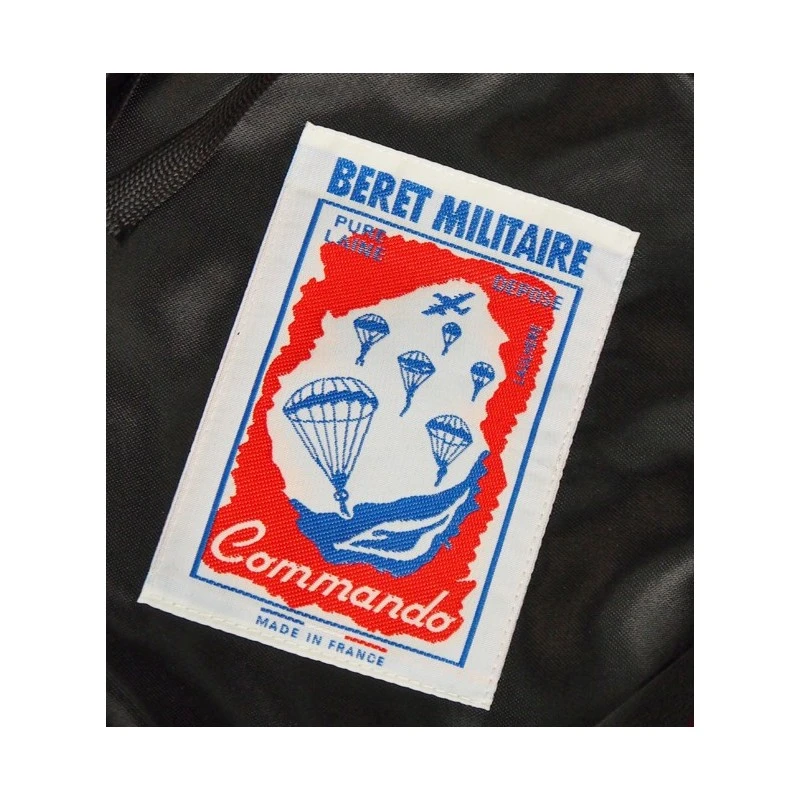 BERET MILITAIRE
PURE
LAINE
DEPOSE
Commando
MADE IN FRANCE